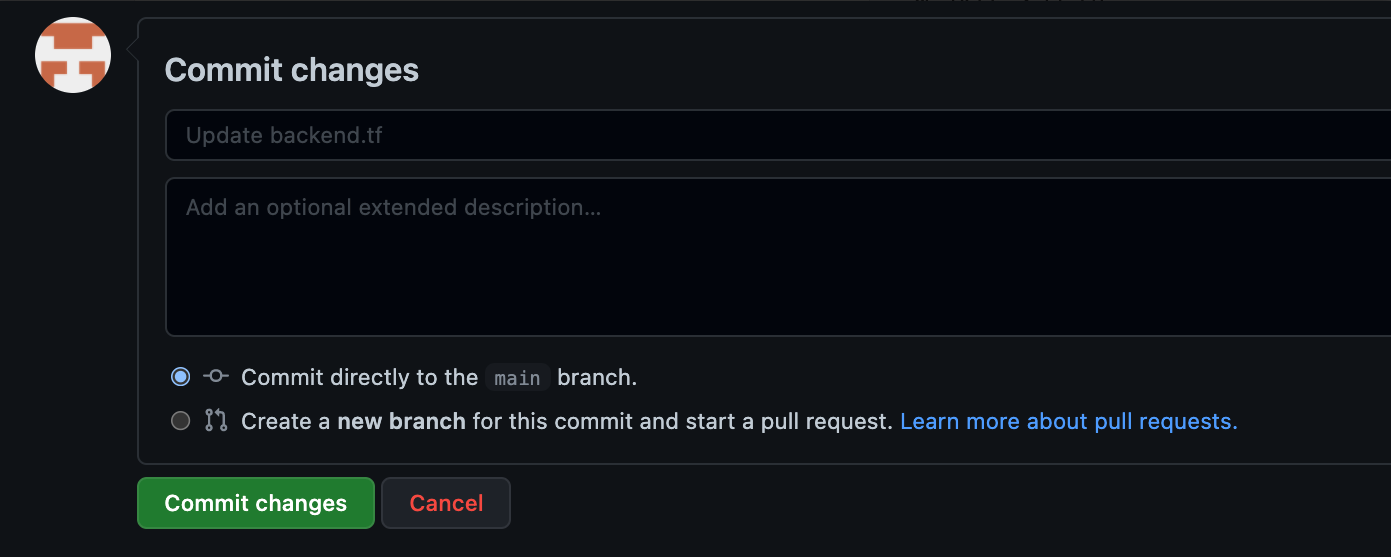 Commit changes
Update backend.tf
Add an optional extended description...
Commit directly to the main branch.
Create a new branch for this commit and start a pull request. Learn more about pull requests.
Commit changes
Cancel